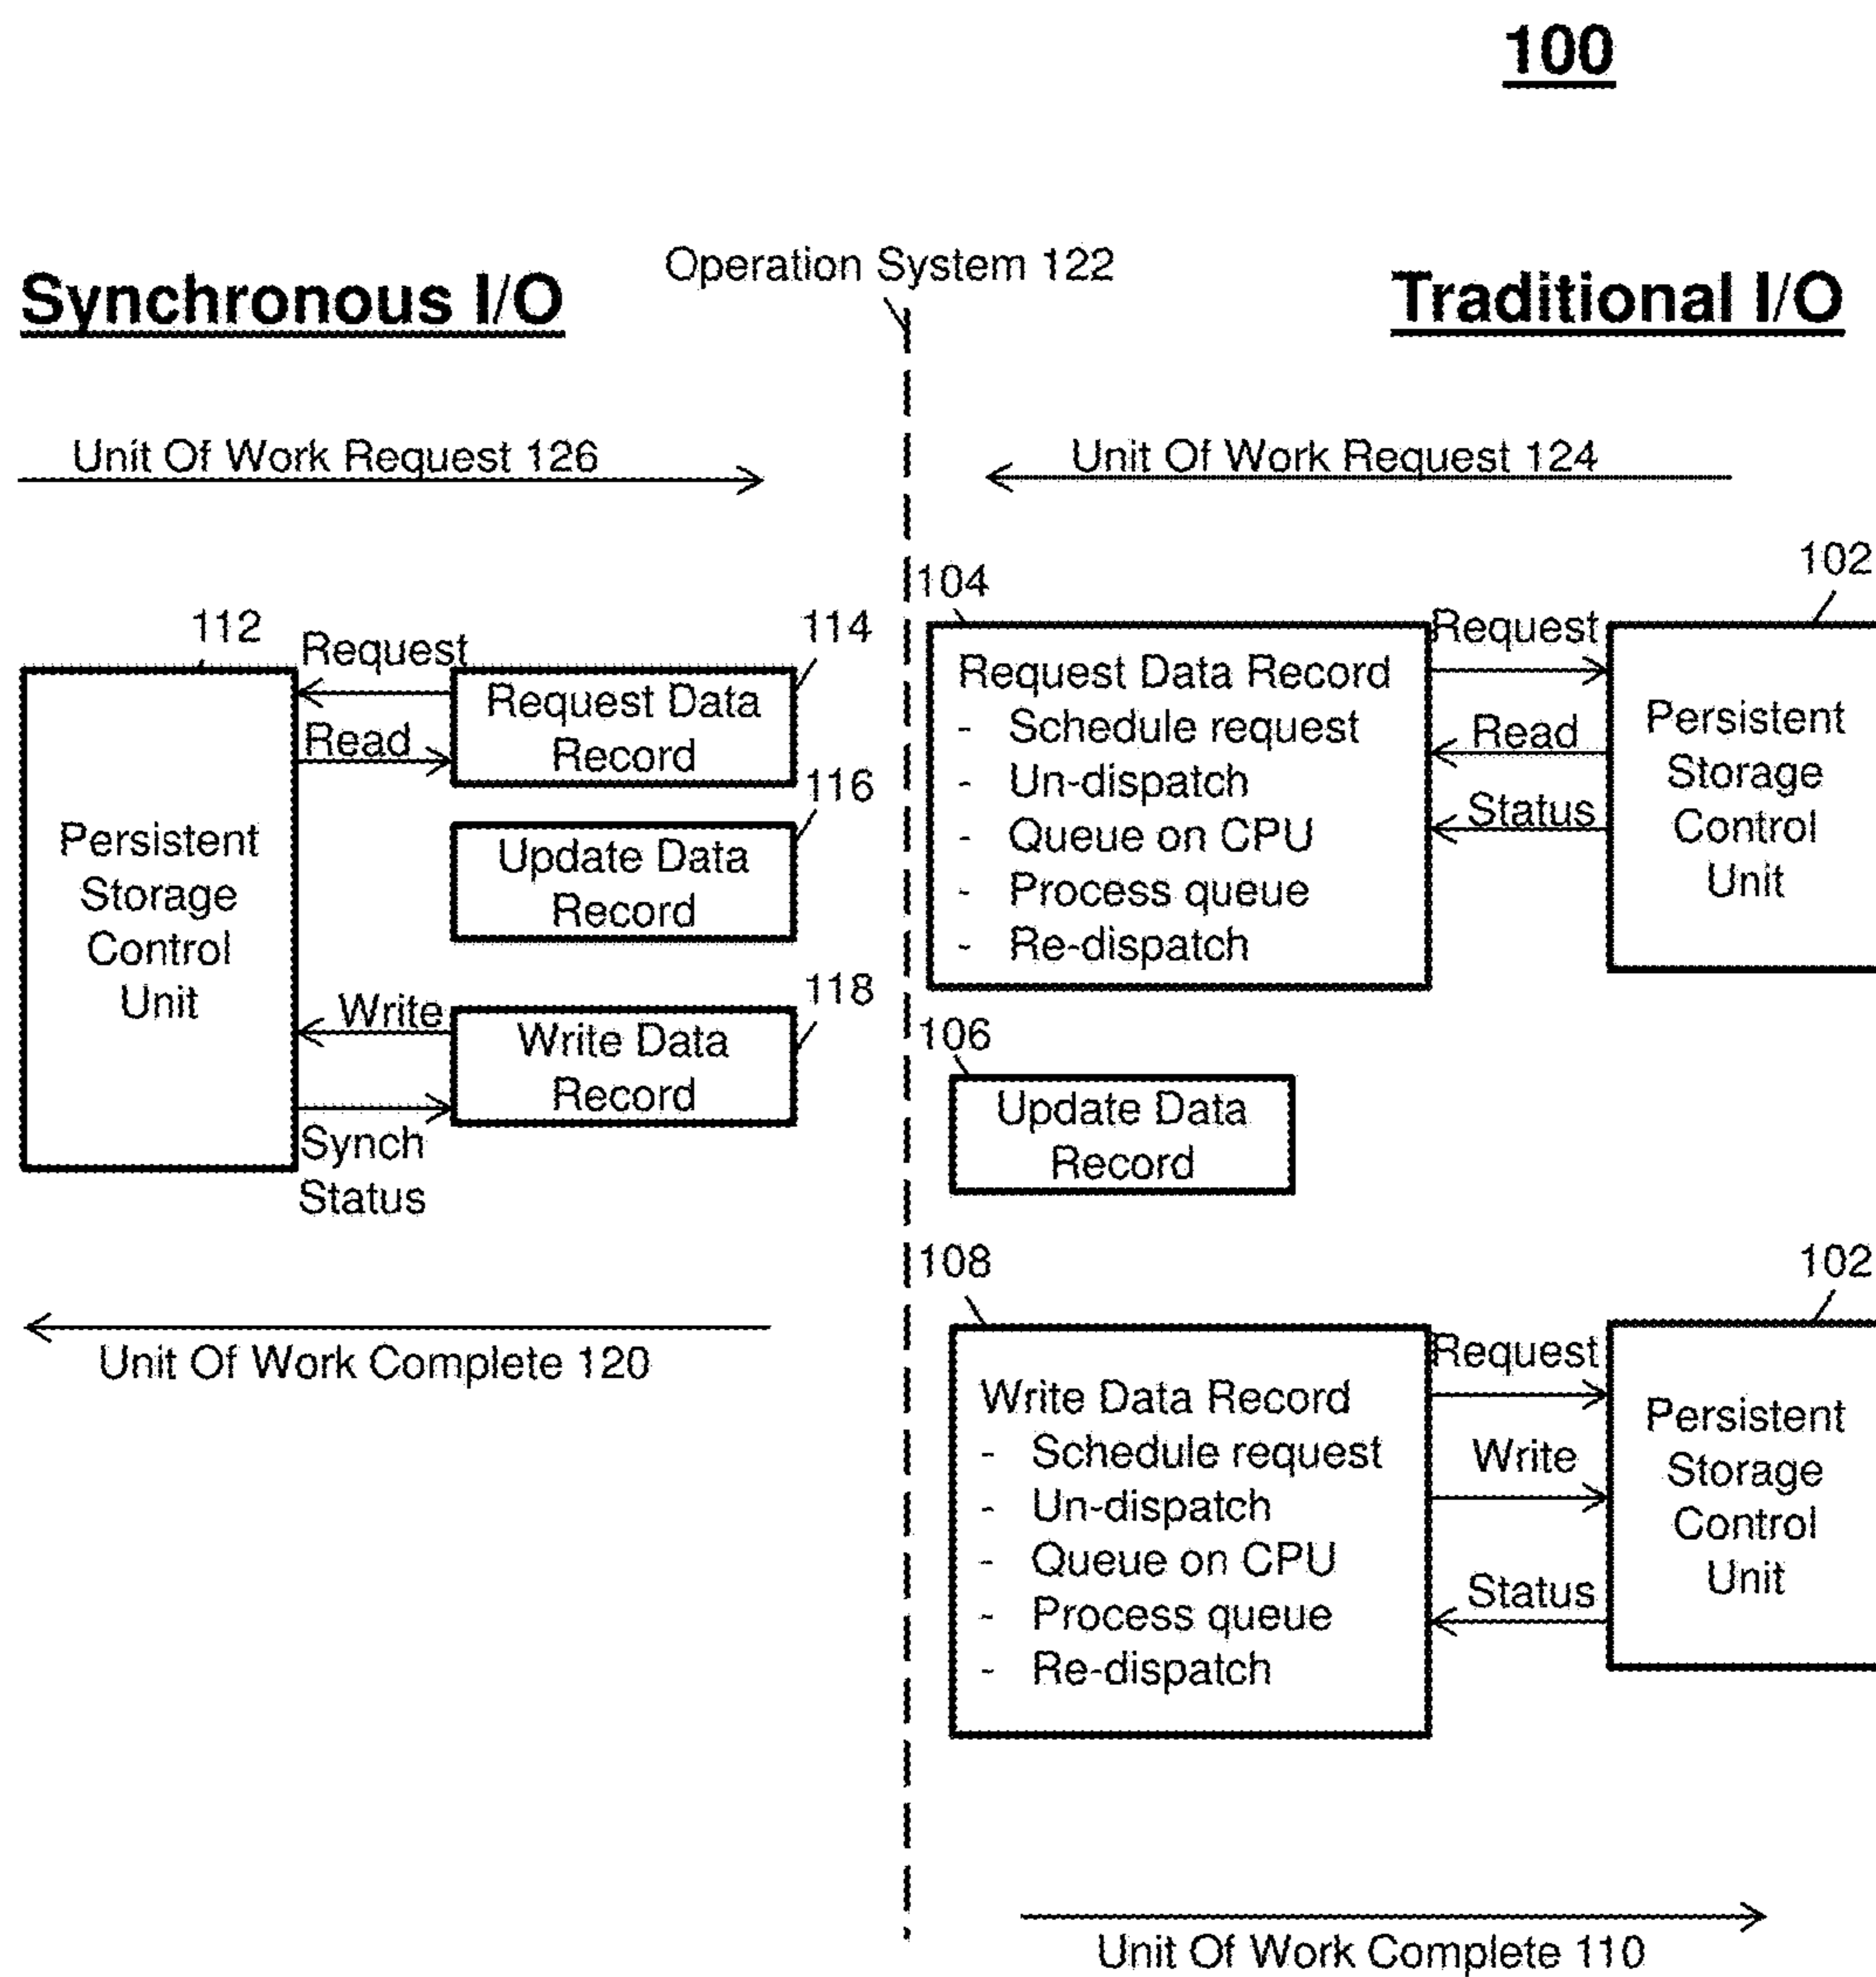 100
Operation System 122
Synchronous I/O
Traditional I/O
Unit Of Work Request 126
Unit Of Work Request 124
112
Request
114
Persistent
Storage
Control
Unit
Request Data
Record
Read
116
Update Data
Record
118
Write
Write Data
Record
Synch
Status
Unit Of Work Complete 120
104
102
Request Data Record
- Schedule request
- Un-dispatch
- Queue on CPU
- Process queue
- Re-dispatch
Request
Read
Status
Persistent
Storage
Control
Unit
106
Update Data
Record
108
102
Write Data Record
- Schedule request
- Un-dispatch
- Queue on CPU
- Process queue
- Re-dispatch
Request
Write
Status
Persistent
Storage
Control
Unit
Unit Of Work Complete 110